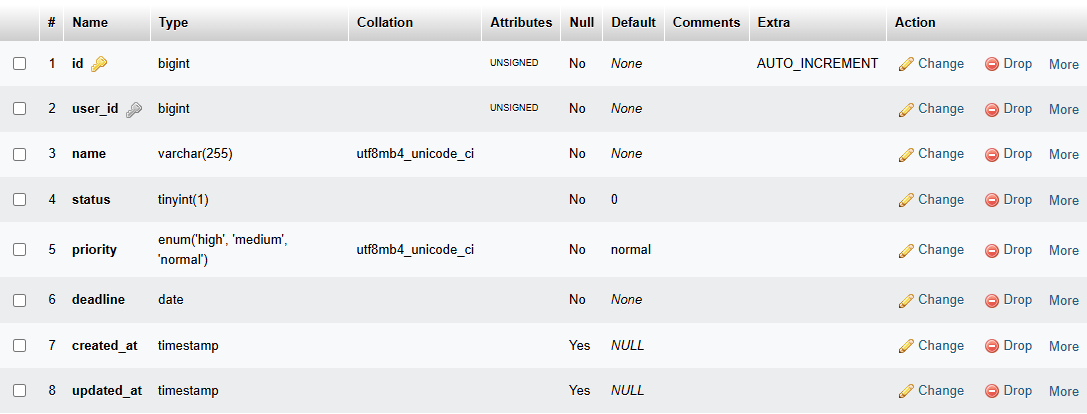 # Name Type Collation Attributes Null Default Comments Extra Action
1 id bigint UNSIGNED No None AUTO_INCREMENT Change Drop More
2 user_id bigint UNSIGNED No None Change Drop More
3 name varchar(255) utf8mb4_unicode_ci No None Change Drop More
4 status tinyint(1) No 0 Change Drop More
5 priority enum('high', 'medium', 'normal') utf8mb4_unicode_ci No normal Change Drop More
6 deadline date No None Change Drop More
7 created_at timestamp Yes NULL Change Drop More
8 updated_at timestamp Yes NULL Change Drop More